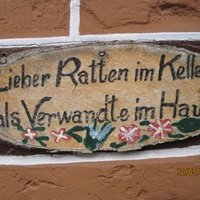 Lieber Ratten im Kelle
als Verwandte im Hau